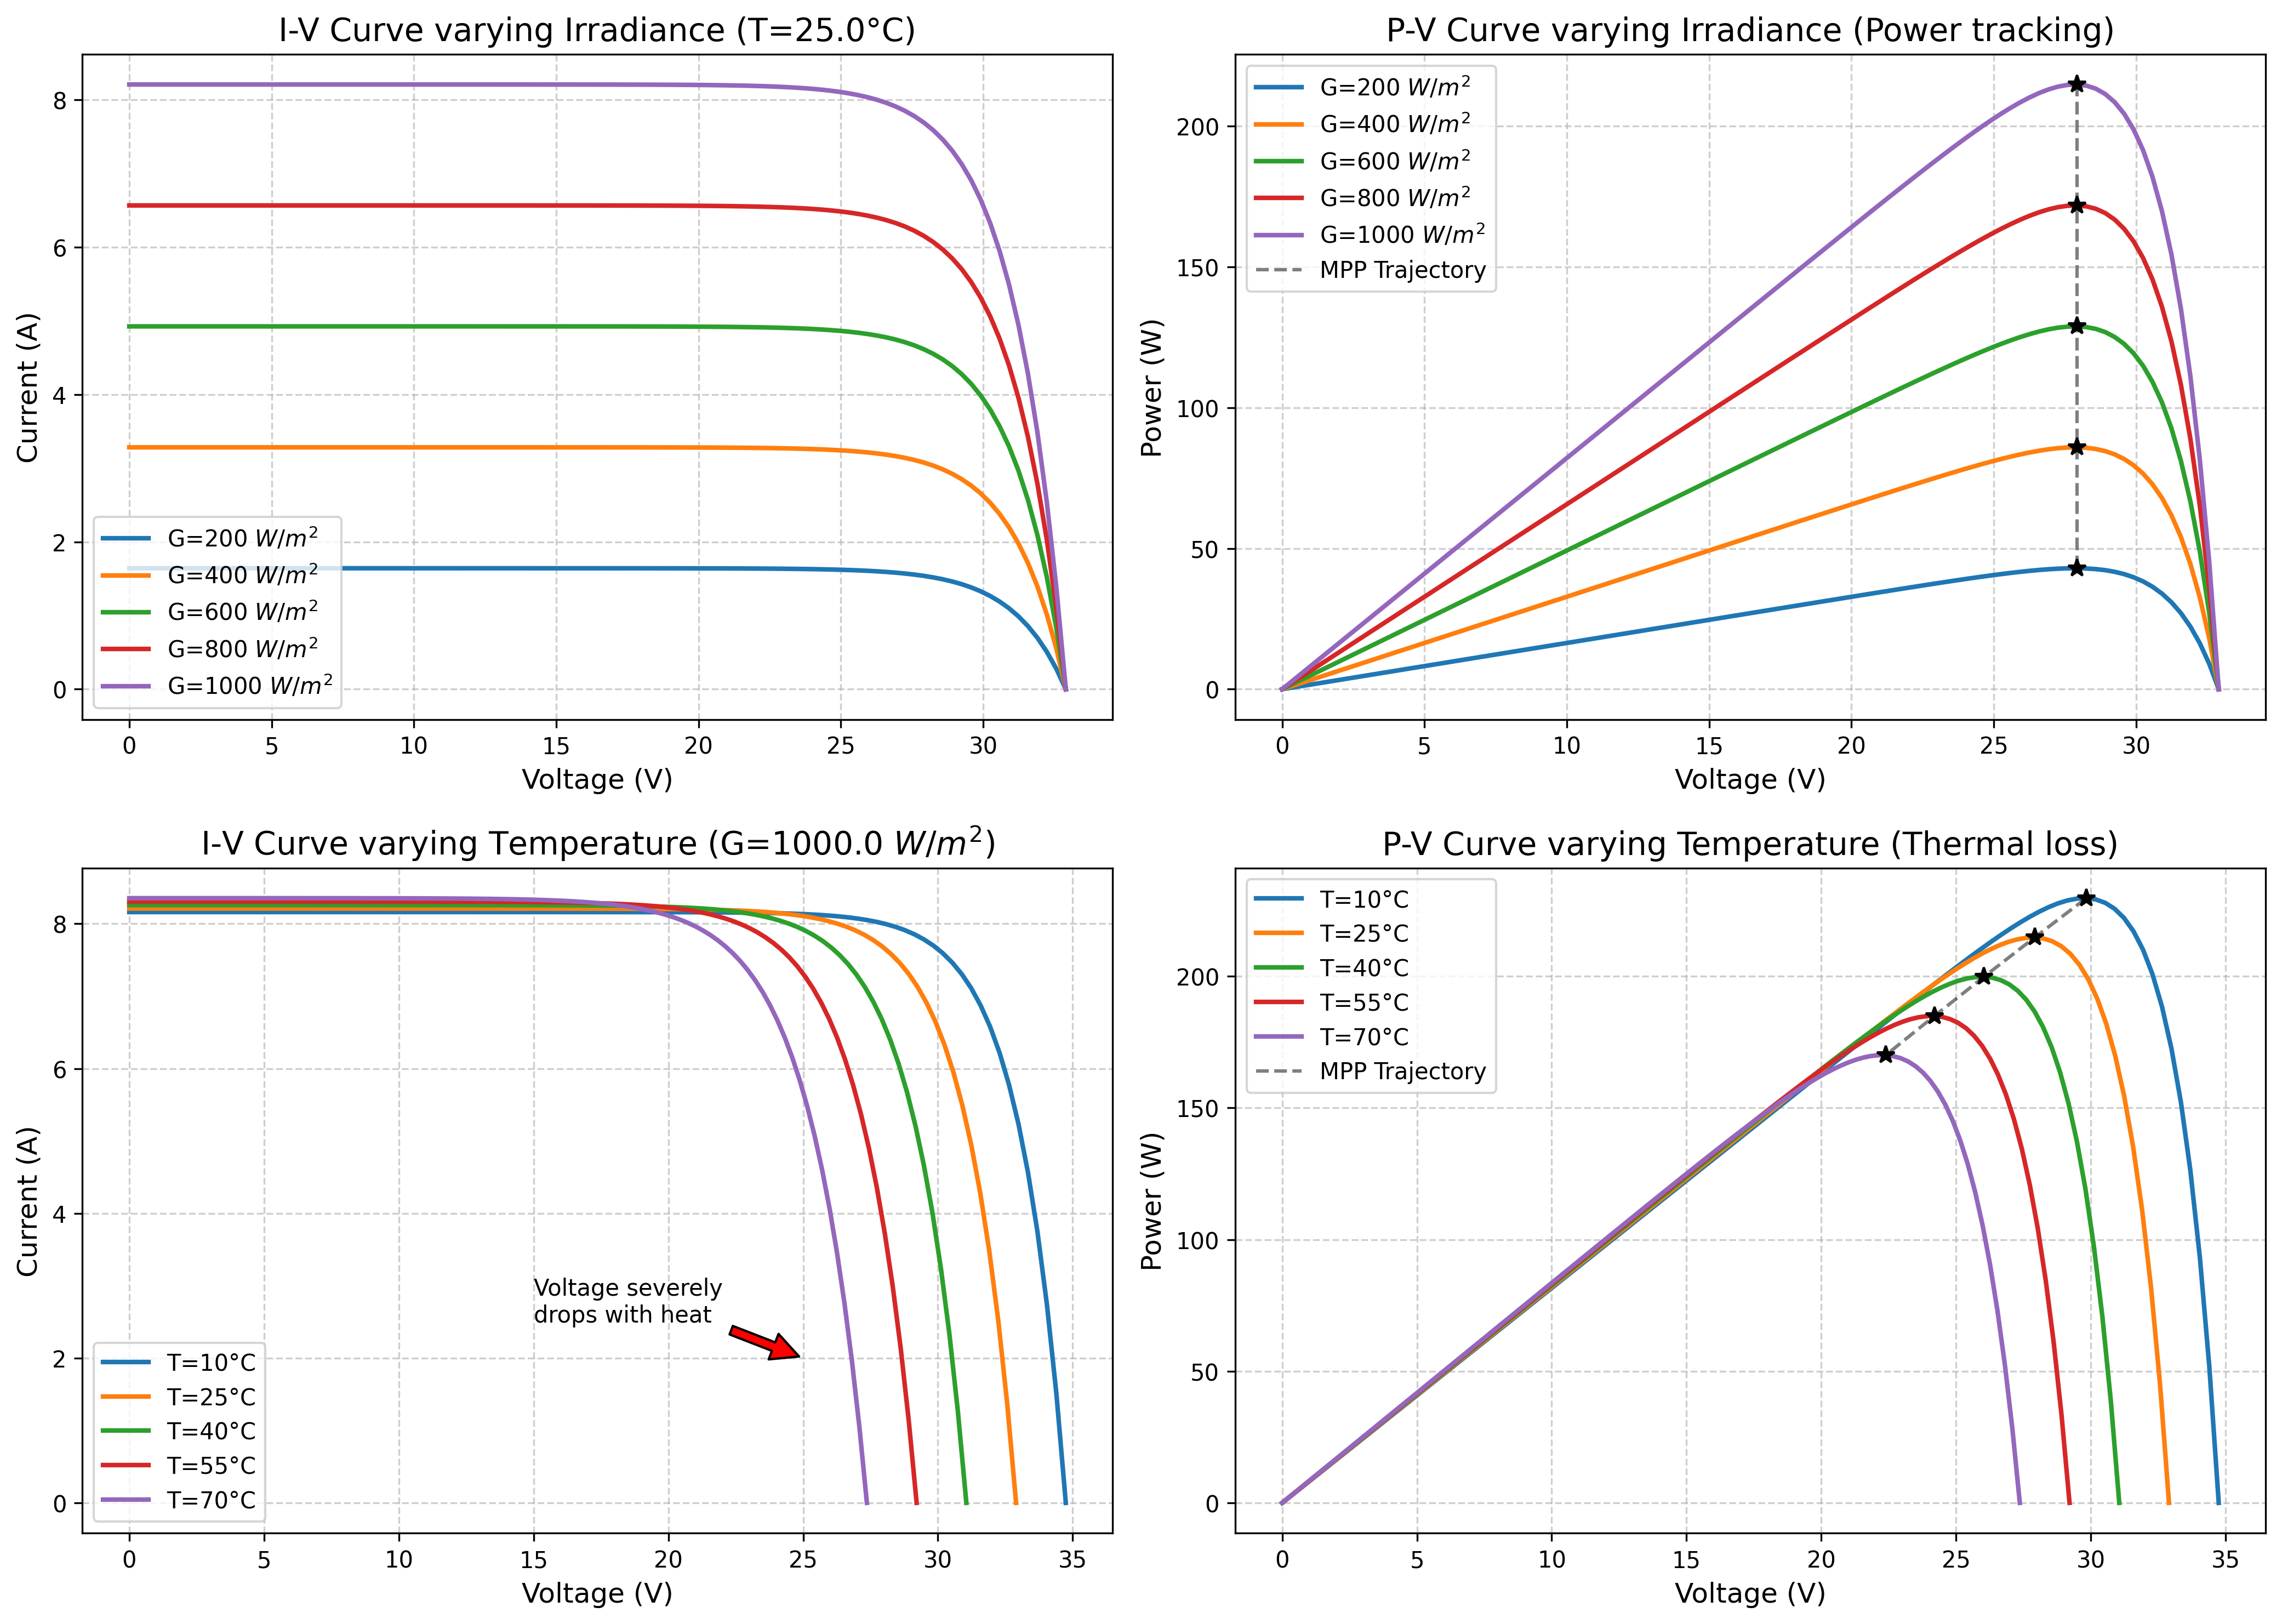 I-V Curve varying Irradiance (T=25.0°C)
Current (A)
8
6
4
2
0
G=200 W/m²
G=400 W/m²
G=600 W/m²
G=800 W/m²
G=1000 W/m²
0 5 10 15 20 25 30
Voltage (V)
P-V Curve varying Irradiance (Power tracking)
Power (W)
200
150
100
50
0
G=200 W/m²
G=400 W/m²
G=600 W/m²
G=800 W/m²
G=1000 W/m²
MPP Trajectory
0 5 10 15 20 25 30
Voltage (V)
I-V Curve varying Temperature (G=1000.0 W/m²)
Current (A)
8
6
4
2
0
Voltage severely
drops with heat
T=10°C
T=25°C
T=40°C
T=55°C
T=70°C
0 5 10 15 20 25 30 35
Voltage (V)
P-V Curve varying Temperature (Thermal loss)
Power (W)
200
150
100
50
0
T=10°C
T=25°C
T=40°C
T=55°C
T=70°C
MPP Trajectory
0 5 10 15 20 25 30 35
Voltage (V)